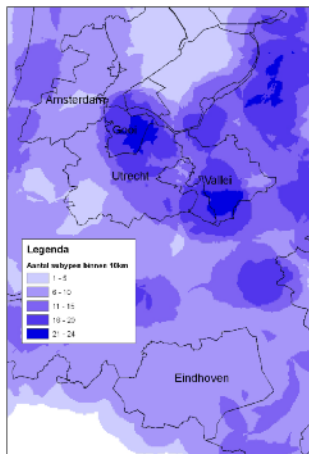 Amsterdam
Gooi
Utrecht
Vallei
Legenda
Aantal subypen binnen 10km
1 - 5
6 - 10
11 - 15
16 - 20
21 - 24
Eindhoven